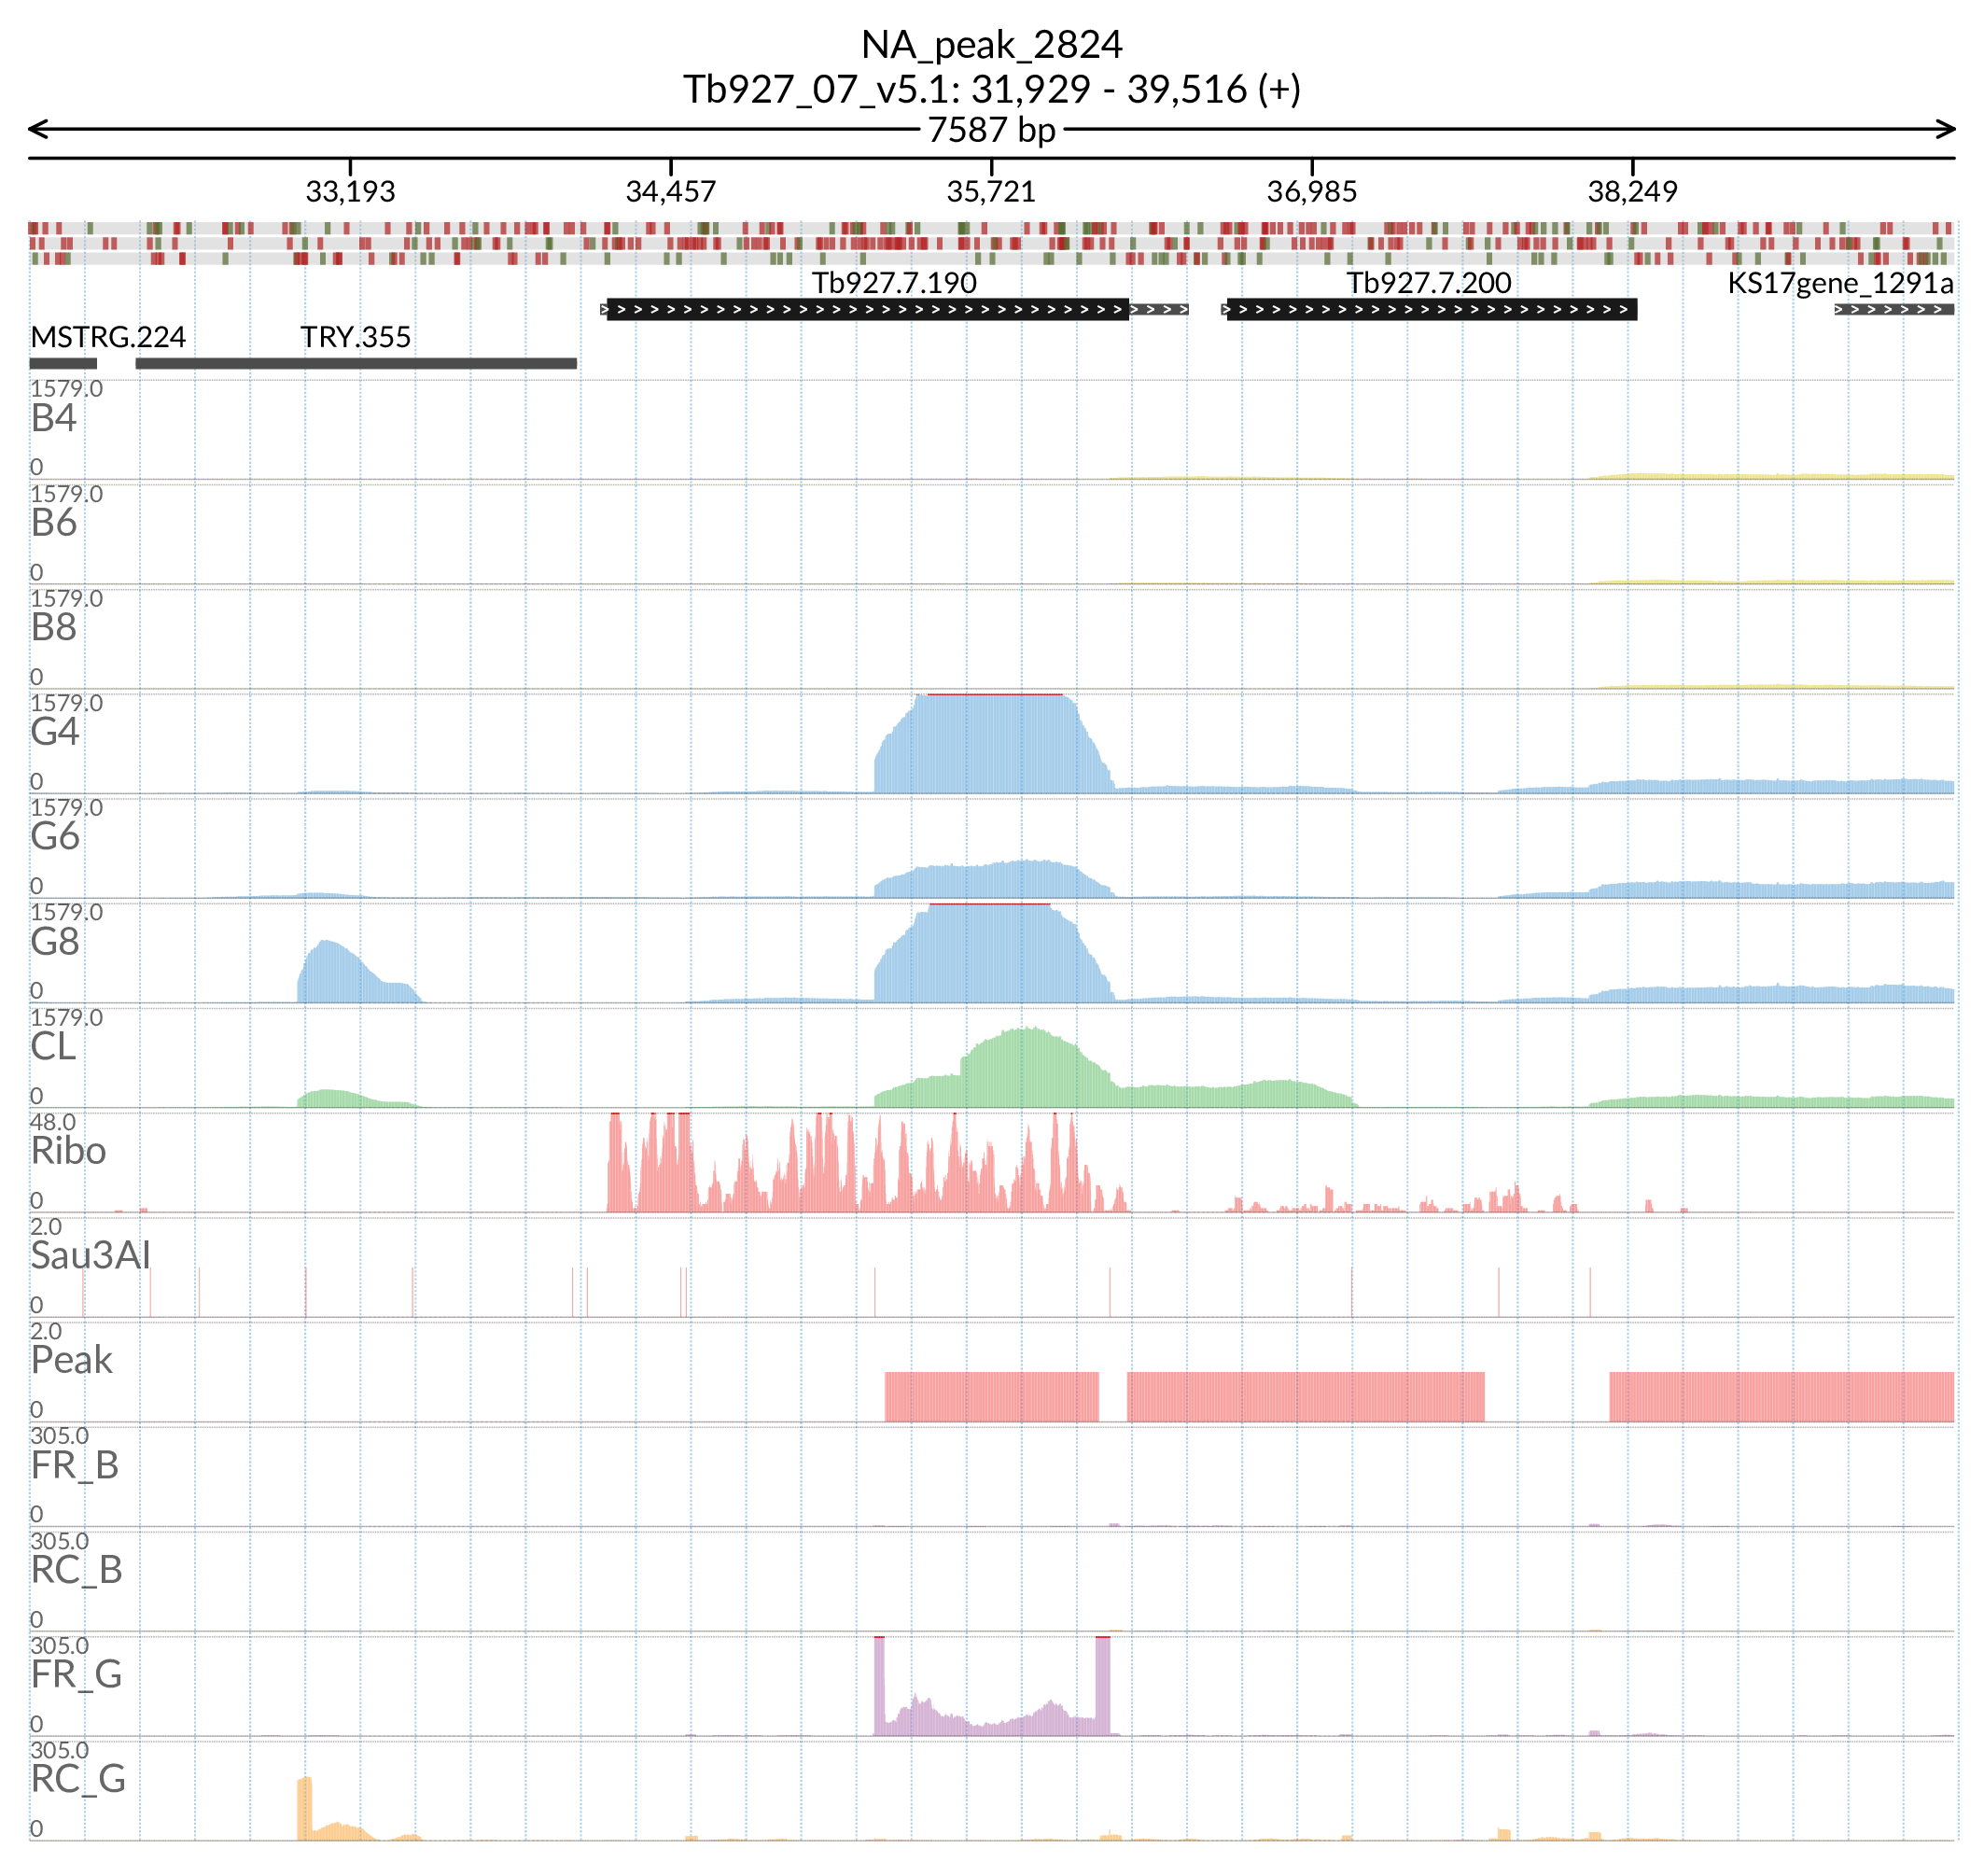 NA_peak_2824
Tb927_07_v5.1: 31,929 - 39,516 (+)
7587 bp
33,193 34,457 35,721 36,985 38,249
Tb927.7.190 Tb927.7.200 KS17gene_1291a
MSTRG.224 TRY.355
1579.0
B4
0
1579.0
B6
0
1579.0
B8
0
1579.0
G4
0
1579.0
G6
0
1579.0
G8
0
1579.0
CL
0
48.0
Ribo
0
2.0
Sau3AI
0
2.0
Peak
0
305.0
FR_B
0
305.0
RC_B
0
305.0
FR_G
0
305.0
RC_G
0